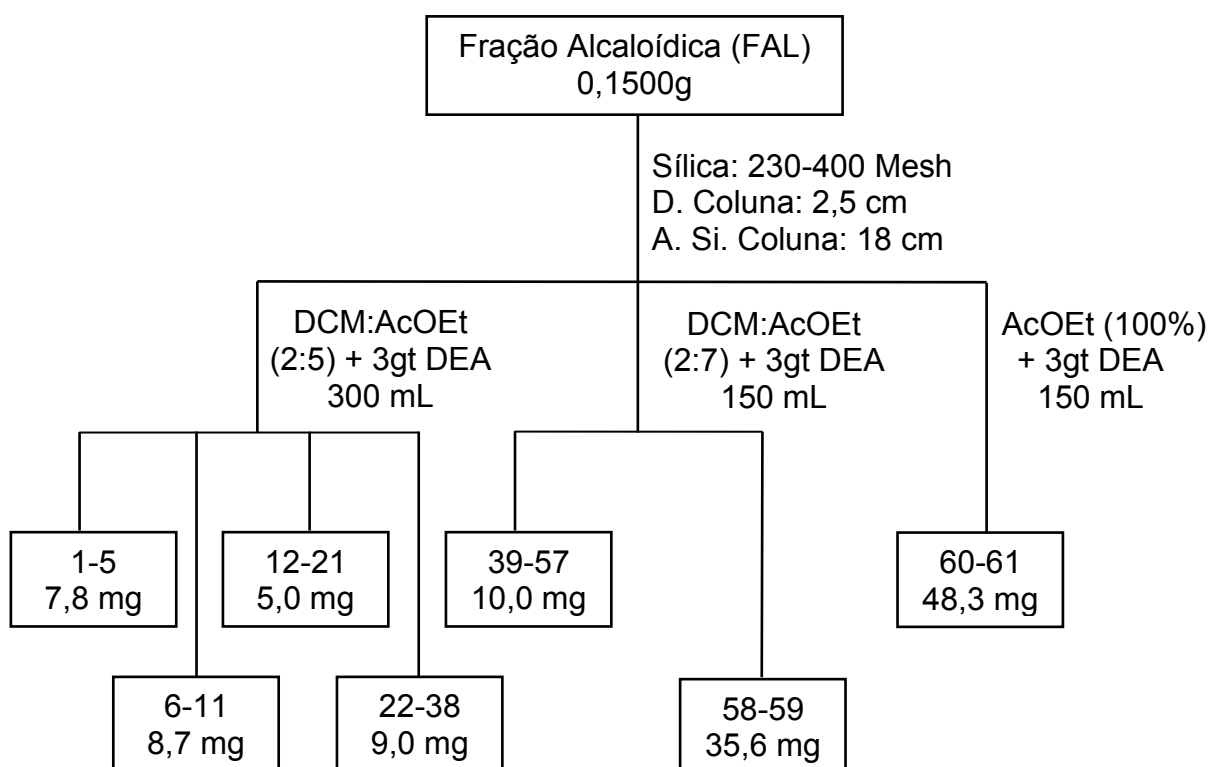 Fração Alcaloídica (FAL)
0,1500g
Sílica: 230-400 Mesh
D. Coluna: 2,5 cm
A. Si. Coluna: 18 cm
DCM:AcOEt
(2:5) + 3gt DEA
300 mL
DCM:AcOEt
(2:7) + 3gt DEA
150 mL
AcOEt (100%)
+ 3gt DEA
150 mL
1-5
7,8 mg
12-21
5,0 mg
39-57
10,0 mg
60-61
48,3 mg
6-11
8,7 mg
22-38
9,0 mg
58-59
35,6 mg